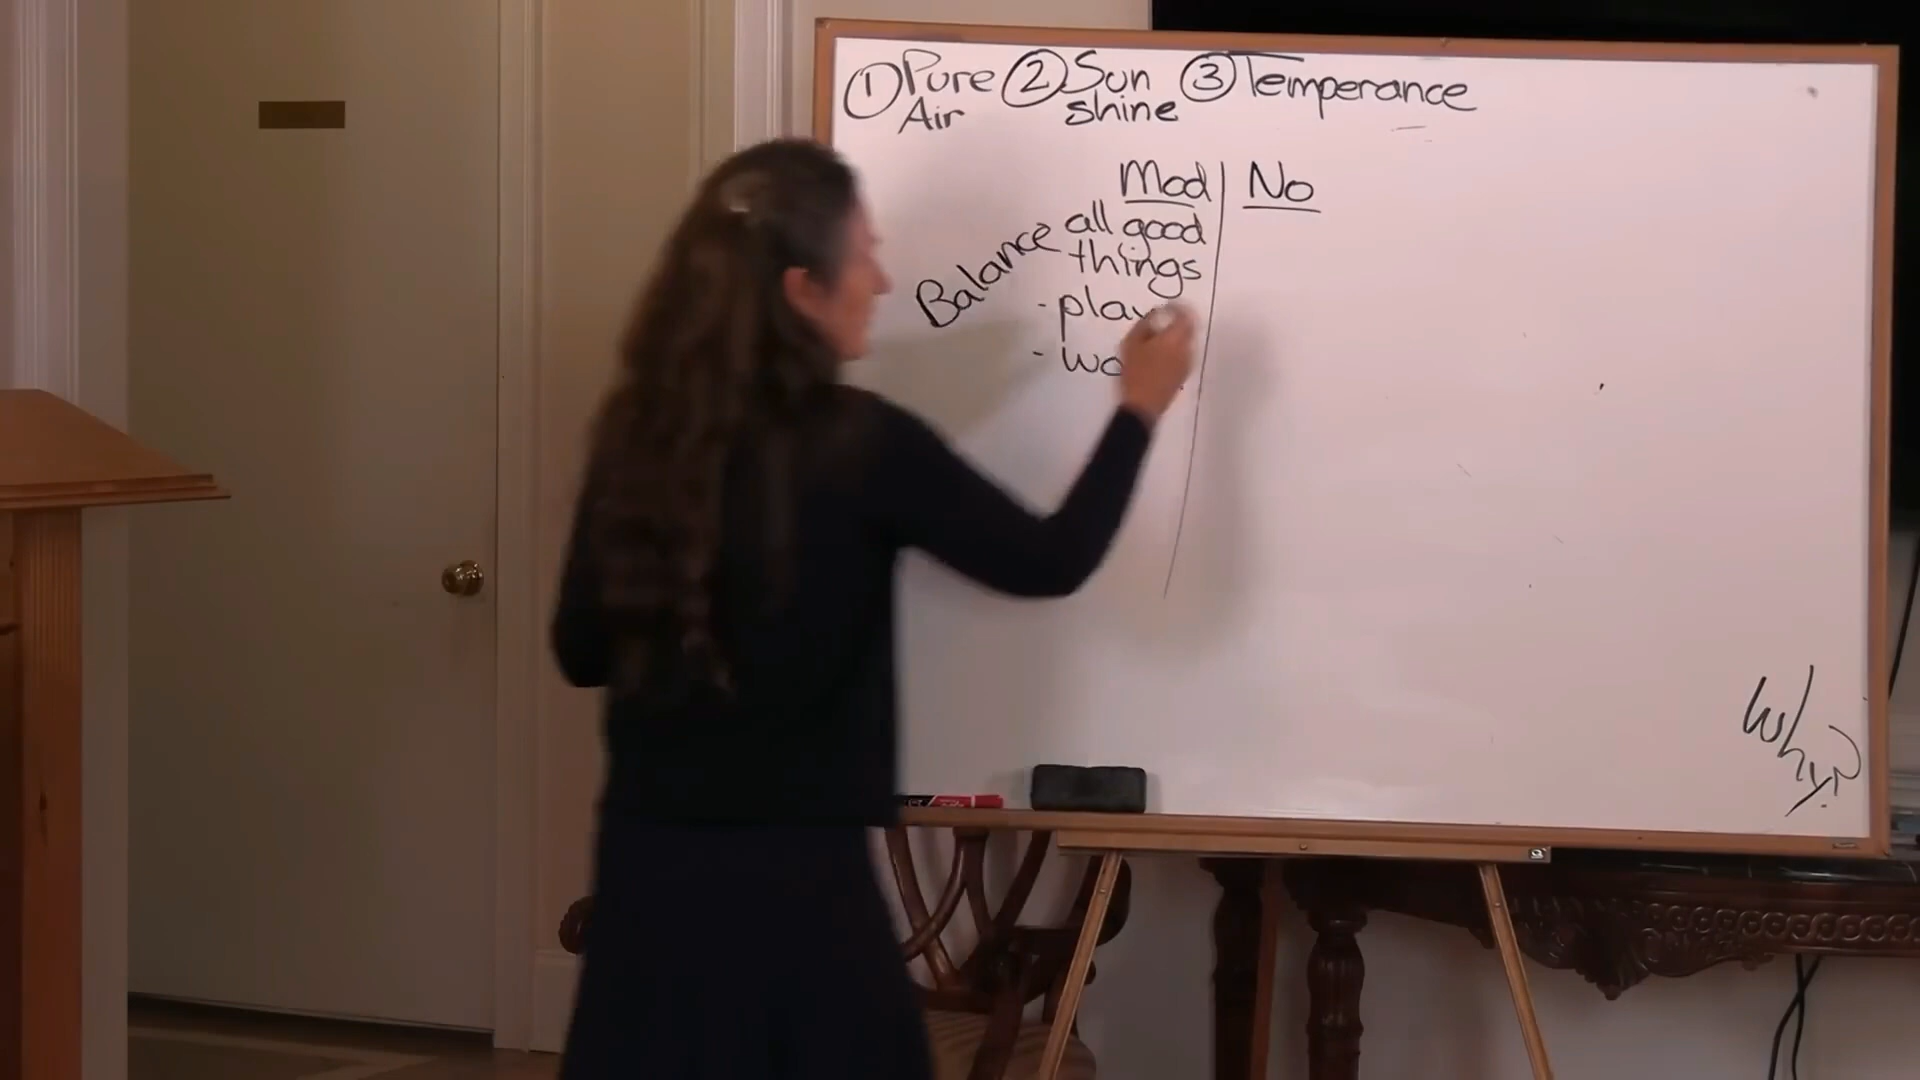 ① Pure Air ② Sun shine ③ Temperance
Mod No
Balance all good
things
- play
Why?